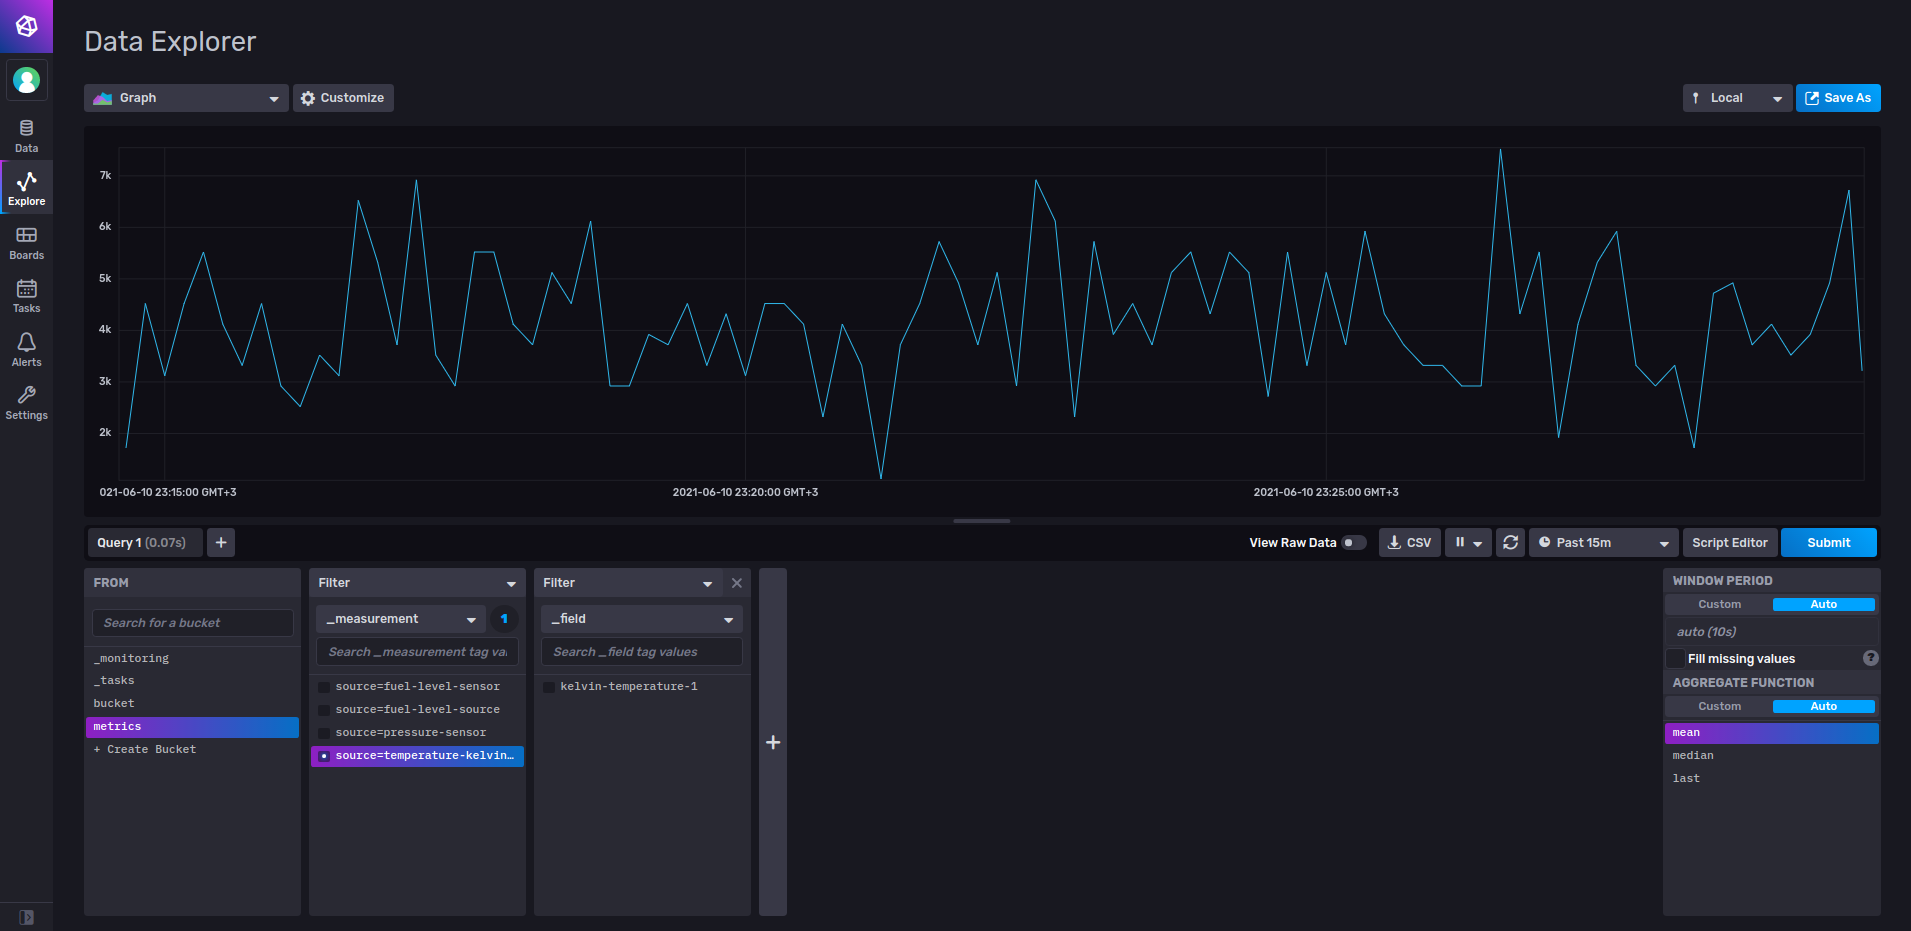 Data Explorer
Graph
Customize
Local
Save As
Data
Explore
Boards
Tasks
Alerts
Settings
7k
6k
5k
4k
3k
2k
021-06-10 23:15:00 GMT+3
2021-06-10 23:20:00 GMT+3
2021-06-10 23:25:00 GMT+3
Query 1 (0.07s)
+
View Raw Data
CSV
Past 15m
Script Editor
Submit
FROM
Search for a bucket
_monitoring
_tasks
bucket
metrics
+ Create Bucket
Filter
_measurement
1
Search _measurement tag val
source=fuel-level-sensor
source=fuel-level-source
source=pressure-sensor
source=temperature-kelvin…
Filter
_field
Search _field tag values
kelvin-temperature-1
+
WINDOW PERIOD
Custom
Auto
auto (10s)
Fill missing values
?
AGGREGATE FUNCTION
Custom
Auto
mean
median
last